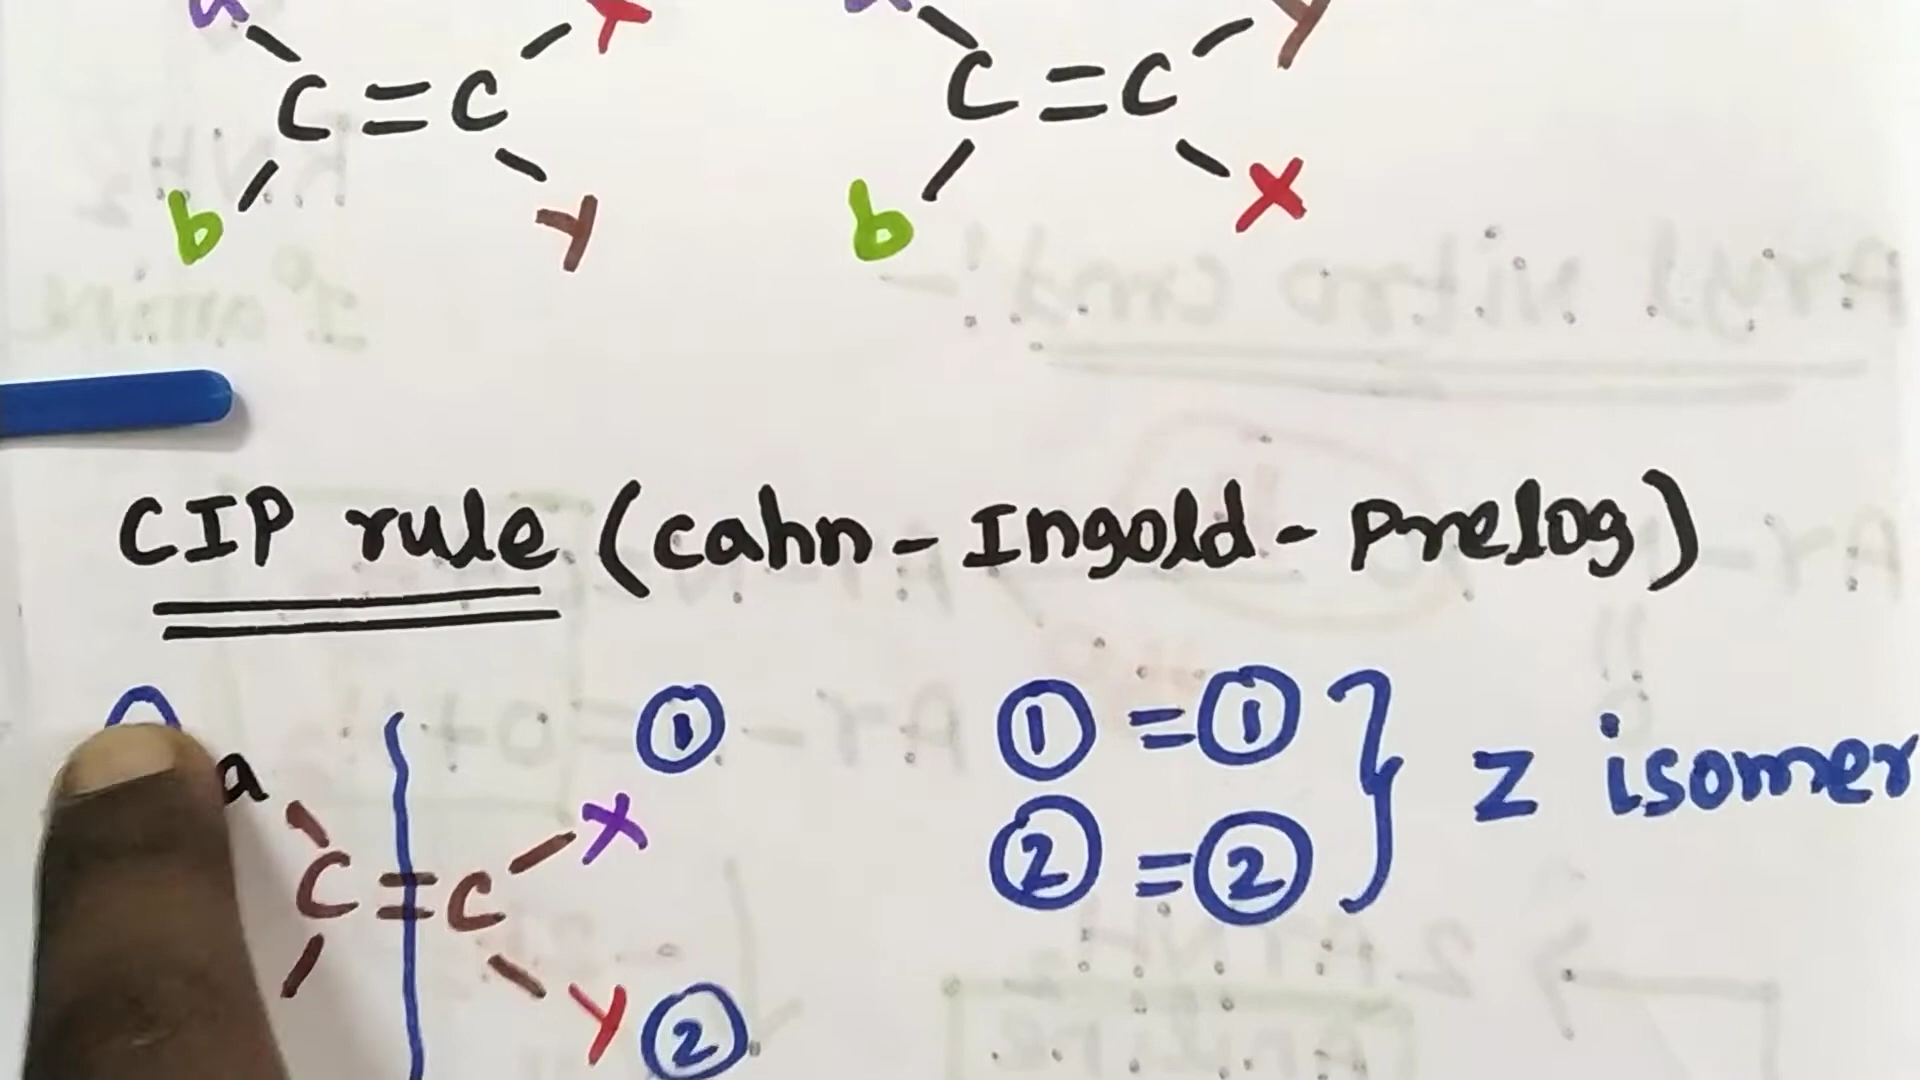 a x a y
C=C C=C
b y b x
CIP rule (cahn-Ingold-Prelog)
① ①=①
a x } z isomer
C=C ②=②
y ②